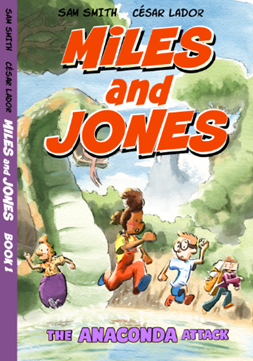 SAM SMITH CÉSAR LADOR
MiLES and JONES BOOK 1
SAM SMITH CÉSAR LADOR
MiLES
and
JONES
THE ANACONDA ATTACK